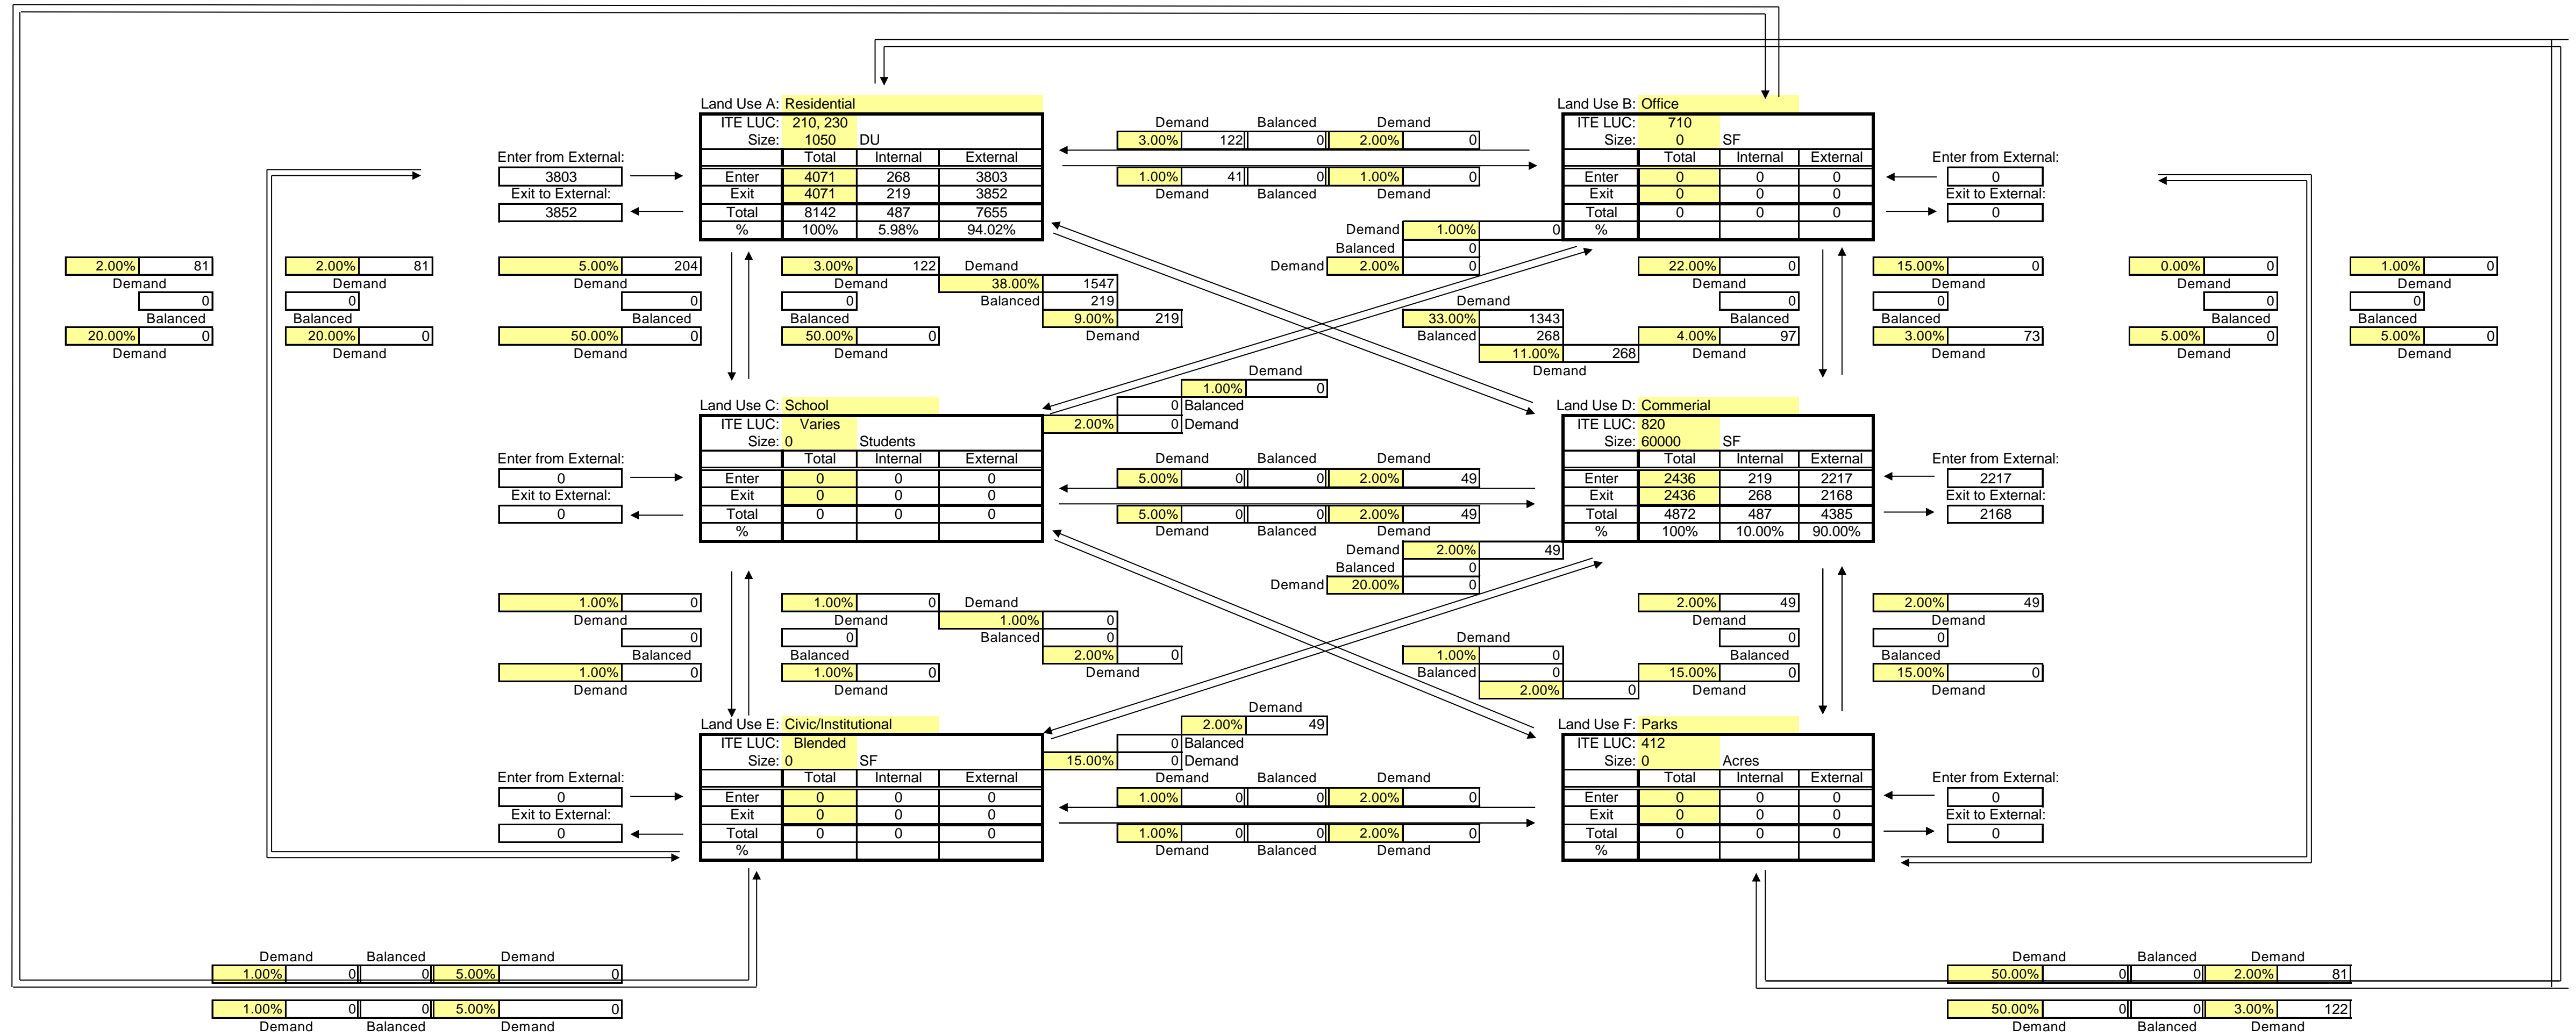 Land Use A: Residential
ITE LUC: 210, 230
Size: 1050 DU
Total Internal External
Enter 4071 268 3803
Exit 4071 219 3852
Total 8142 487 7655
% 100% 5.98% 94.02%
Enter from External:
3803
Exit to External:
3852
Demand Balanced Demand
3.00% 122 0 2.00% 0
1.00% 41 0 1.00% 0
Demand Balanced Demand
Land Use B: Office
ITE LUC: 710
Size: 0 SF
Total Internal External
Enter 0 0 0
Exit 0 0 0
Total 0 0 0
%
Enter from External:
0
Exit to External:
0
Demand 1.00% 0
Balanced 0
Demand 2.00% 0
2.00% 81
Demand
0
Balanced
20.00% 0
Demand
2.00% 81
Demand
0
Balanced
20.00% 0
Demand
5.00% 204
Demand
0
Balanced
50.00% 0
Demand
3.00% 122
Demand
0
Balanced
50.00% 0
Demand
38.00% 1547
Balanced 219
9.00% 219
Demand
Demand
33.00% 1343
Balanced 268
11.00% 268
Demand
22.00% 0
Demand
0
Balanced
4.00% 97
Demand
15.00% 0
Demand
0
Balanced
3.00% 73
Demand
0.00% 0
Demand
0
Balanced
5.00% 0
Demand
1.00% 0
Demand
0
Balanced
5.00% 0
Demand
Demand
1.00% 0
0 Balanced
2.00% 0 Demand
Land Use C: School
ITE LUC: Varies
Size: 0 Students
Total Internal External
Enter 0 0 0
Exit 0 0 0
Total 0 0 0
%
Enter from External:
0
Exit to External:
0
Demand Balanced Demand
5.00% 0 0 2.00% 49
5.00% 0 0 2.00% 49
Demand Balanced Demand
Land Use D: Commerial
ITE LUC: 820
Size: 60000 SF
Total Internal External
Enter 2436 219 2217
Exit 2436 268 2168
Total 4872 487 4385
% 100% 10.00% 90.00%
Enter from External:
2217
Exit to External:
2168
Demand 2.00% 49
Balanced 0
Demand 20.00% 0
1.00% 0
Demand
0
Balanced
1.00% 0
Demand
1.00% 0
Demand
0
Balanced
1.00% 0
Demand
1.00% 0
Balanced 0
2.00% 0
Demand
Demand
1.00% 0
Balanced 0
2.00% 0
2.00% 49
Demand
0
Balanced
15.00% 0
Demand
2.00% 49
Demand
0
Balanced
15.00% 0
Demand
Demand
2.00% 49
0 Balanced
15.00% 0 Demand
Land Use E: Civic/Institutional
ITE LUC: Blended
Size: 0 SF
Total Internal External
Enter 0 0 0
Exit 0 0 0
Total 0 0 0
%
Enter from External:
0
Exit to External:
0
Demand Balanced Demand
1.00% 0 0 2.00% 0
1.00% 0 0 2.00% 0
Demand Balanced Demand
Land Use F: Parks
ITE LUC: 412
Size: 0 Acres
Total Internal External
Enter 0 0 0
Exit 0 0 0
Total 0 0 0
%
Enter from External:
0
Exit to External:
0
Demand Balanced Demand
1.00% 0 0 5.00% 0
1.00% 0 0 5.00% 0
Demand Balanced Demand
Demand Balanced Demand
50.00% 0 0 2.00% 81
50.00% 0 0 3.00% 122
Demand Balanced Demand